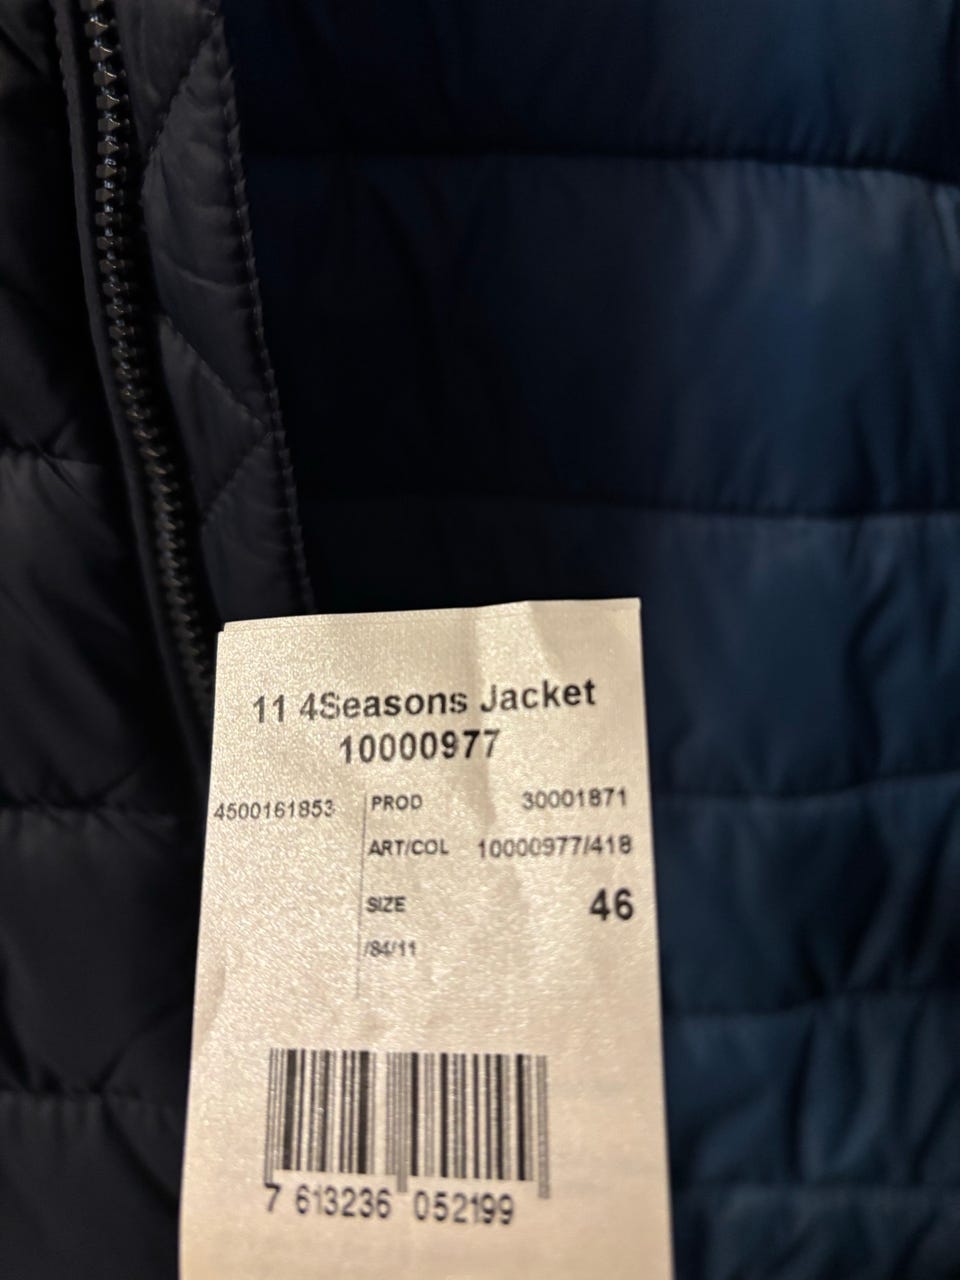 11 4Seasons Jacket
10000977
4500161853
PROD 30001871
ART/COL 10000977/418
SIZE 46
/84/11
7 613236 052199